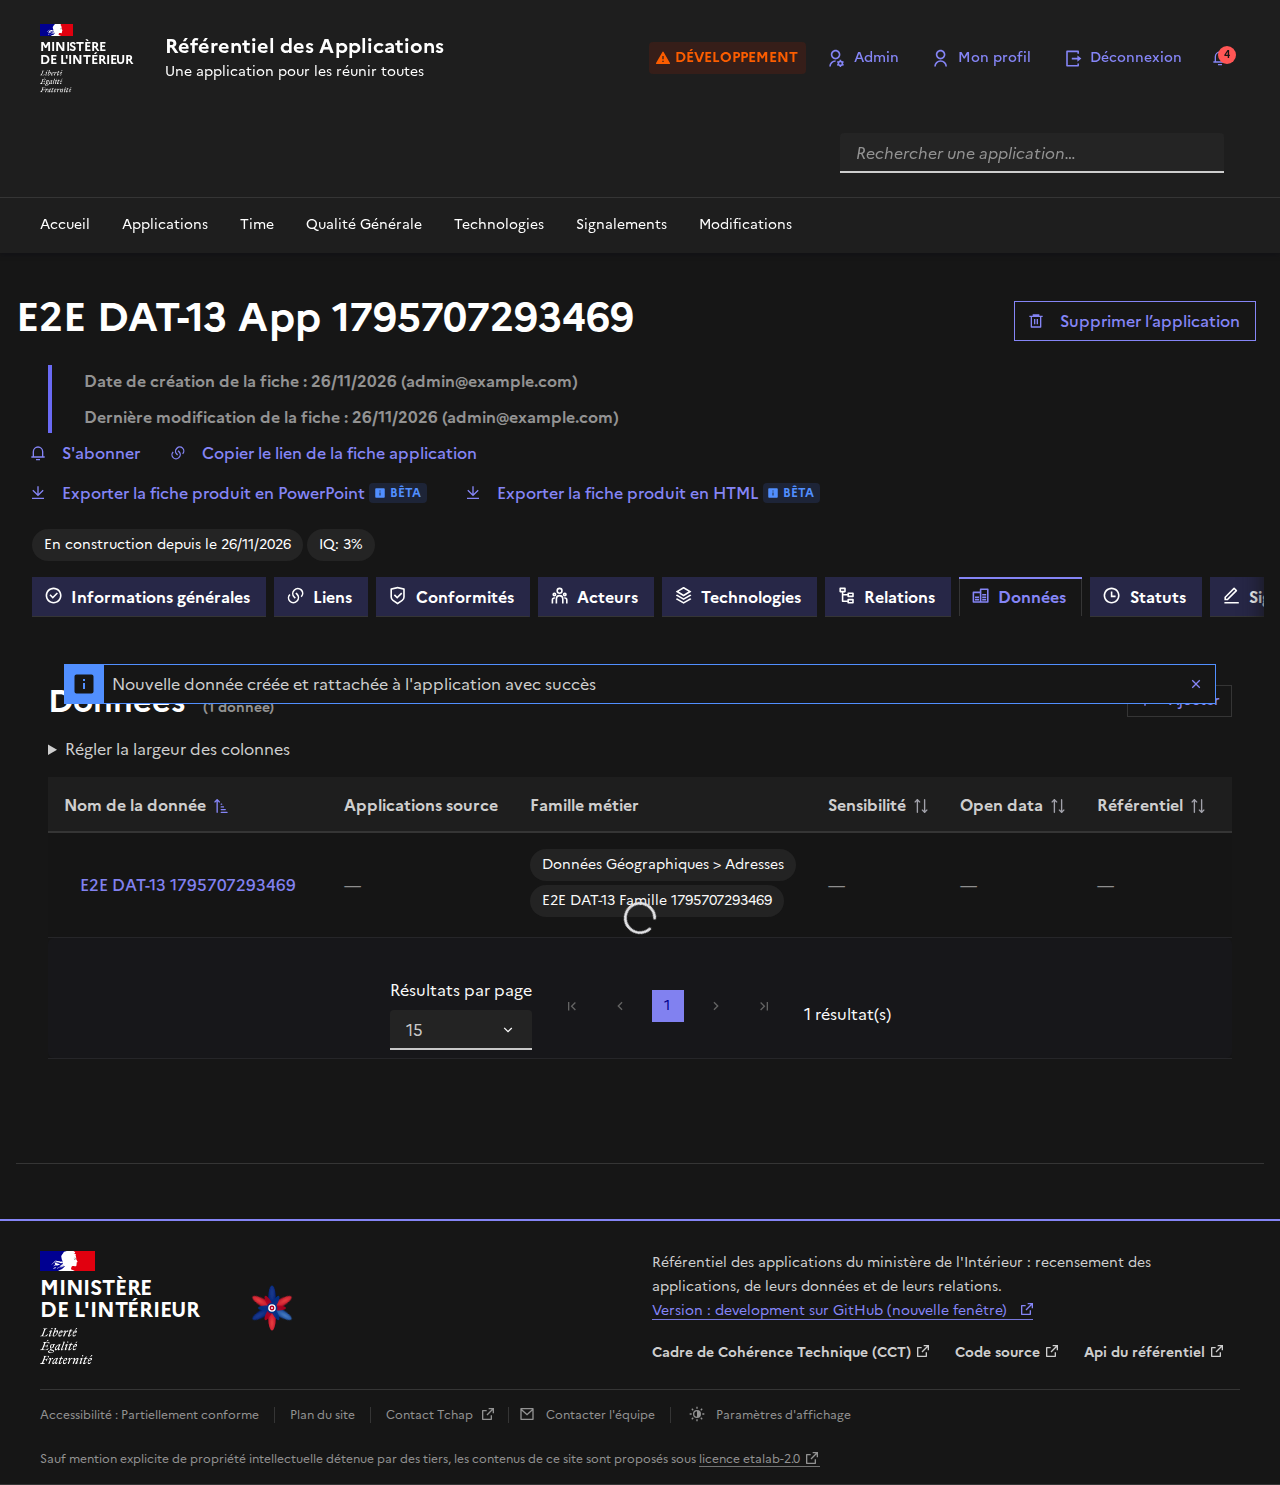 MINISTÈRE
DE L'INTÉRIEUR
Liberté
Égalité
Fraternité
Référentiel des Applications
Une application pour les réunir toutes
DÉVELOPPEMENT
Admin
Mon profil
Déconnexion
4
Rechercher une application…
Accueil
Applications
Time
Qualité Générale
Technologies
Signalements
Modifications
E2E DAT-13 App 1795707293469
Supprimer l’application
Date de création de la fiche : 26/11/2026 (admin@example.com)
Dernière modification de la fiche : 26/11/2026 (admin@example.com)
S'abonner
Copier le lien de la fiche application
Exporter la fiche produit en PowerPoint
BÊTA
Exporter la fiche produit en HTML
BÊTA
En construction depuis le 26/11/2026
IQ: 3%
Informations générales
Liens
Conformités
Acteurs
Technologies
Relations
Données
Statuts
Nouvelle donnée créée et rattachée à l'application avec succès
Données
(1 donnée)
Ajouter
Régler la largeur des colonnes
Nom de la donnée
Applications source
Famille métier
Sensibilité
Open data
Référentiel
E2E DAT-13 1795707293469
—
Données Géographiques > Adresses
E2E DAT-13 Famille 1795707293469
—
—
—
Résultats par page
15
1
1 résultat(s)
MINISTÈRE
DE L'INTÉRIEUR
Liberté
Égalité
Fraternité
Référentiel des applications du ministère de l'Intérieur : recensement des
applications, de leurs données et de leurs relations.
Version : development sur GitHub (nouvelle fenêtre)
Cadre de Cohérence Technique (CCT)
Code source
Api du référentiel
Accessibilité : Partiellement conforme
Plan du site
Contact Tchap
Contacter l'équipe
Paramètres d'affichage
Sauf mention explicite de propriété intellectuelle détenue par des tiers, les contenus de ce site sont proposés sous licence etalab-2.0